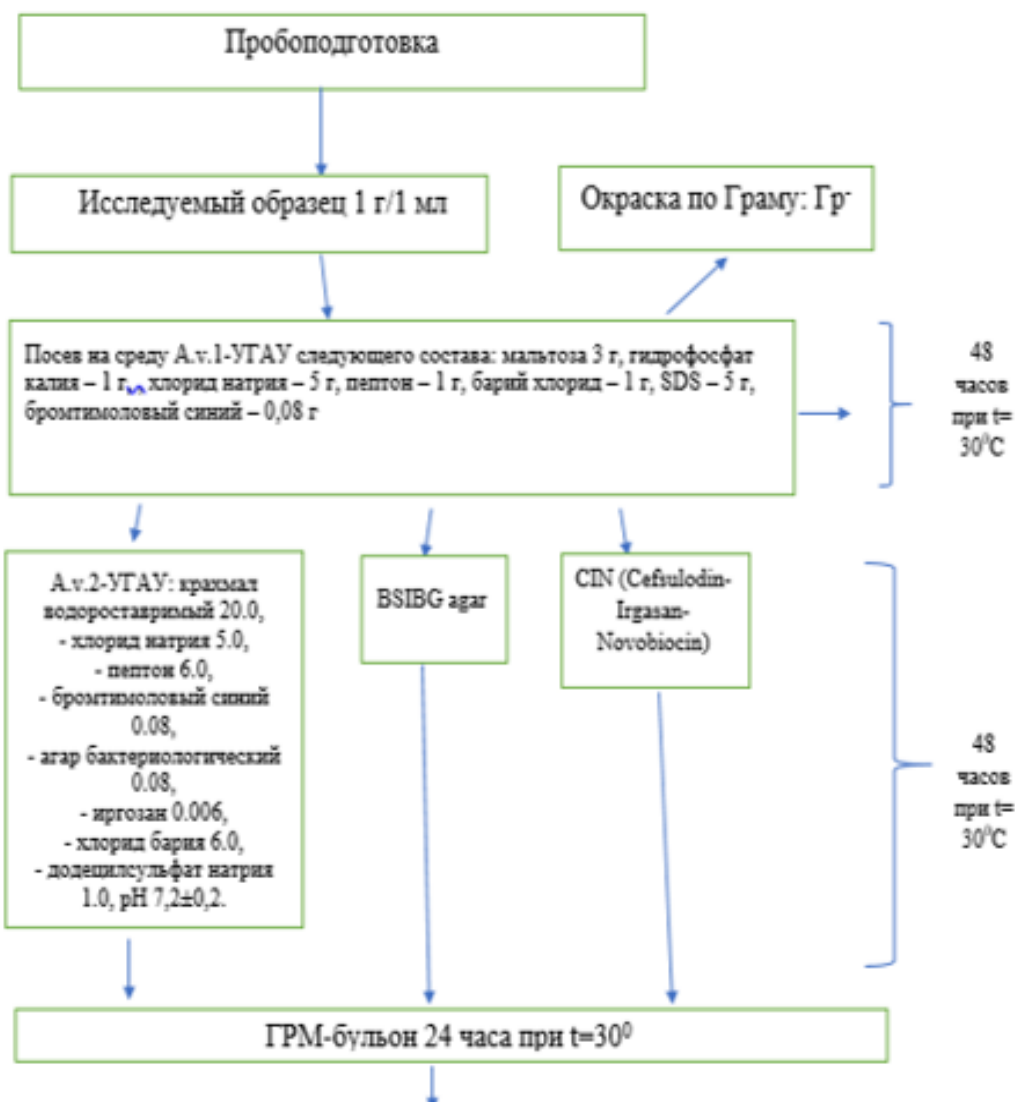 Пробоподготовка
Исследуемый образец 1 г/1 мл
Окраска по Граму: Гр-
Посев на среду A.v.1-УГАУ следующего состава: мальтоза 3 г, гидрофосфат
калия – 1 г, хлорид натрия – 5 г, пептон – 1 г, барий хлорид – 1 г, SDS – 5 г,
бромтимоловый синий – 0,08 г
48
часов
при t=
30⁰C
A.v.2-УГАУ: крахмал
водороставримый 20.0,
- хлорид натрия 5.0,
- пептон 6.0,
- бромтимоловый синий
0.08,
- агар бактериологический
0.08,
- иргозан 0.006,
- хлорид бария 6.0,
- додецилсульфат натрия
1.0, pH 7,2±0,2.
BSIBG agar
CIN (Cefsulodin-
Irgasan-
Novobiocin)
48
часов
при t=
30⁰C
ГРМ-бульон 24 часа при t=30⁰